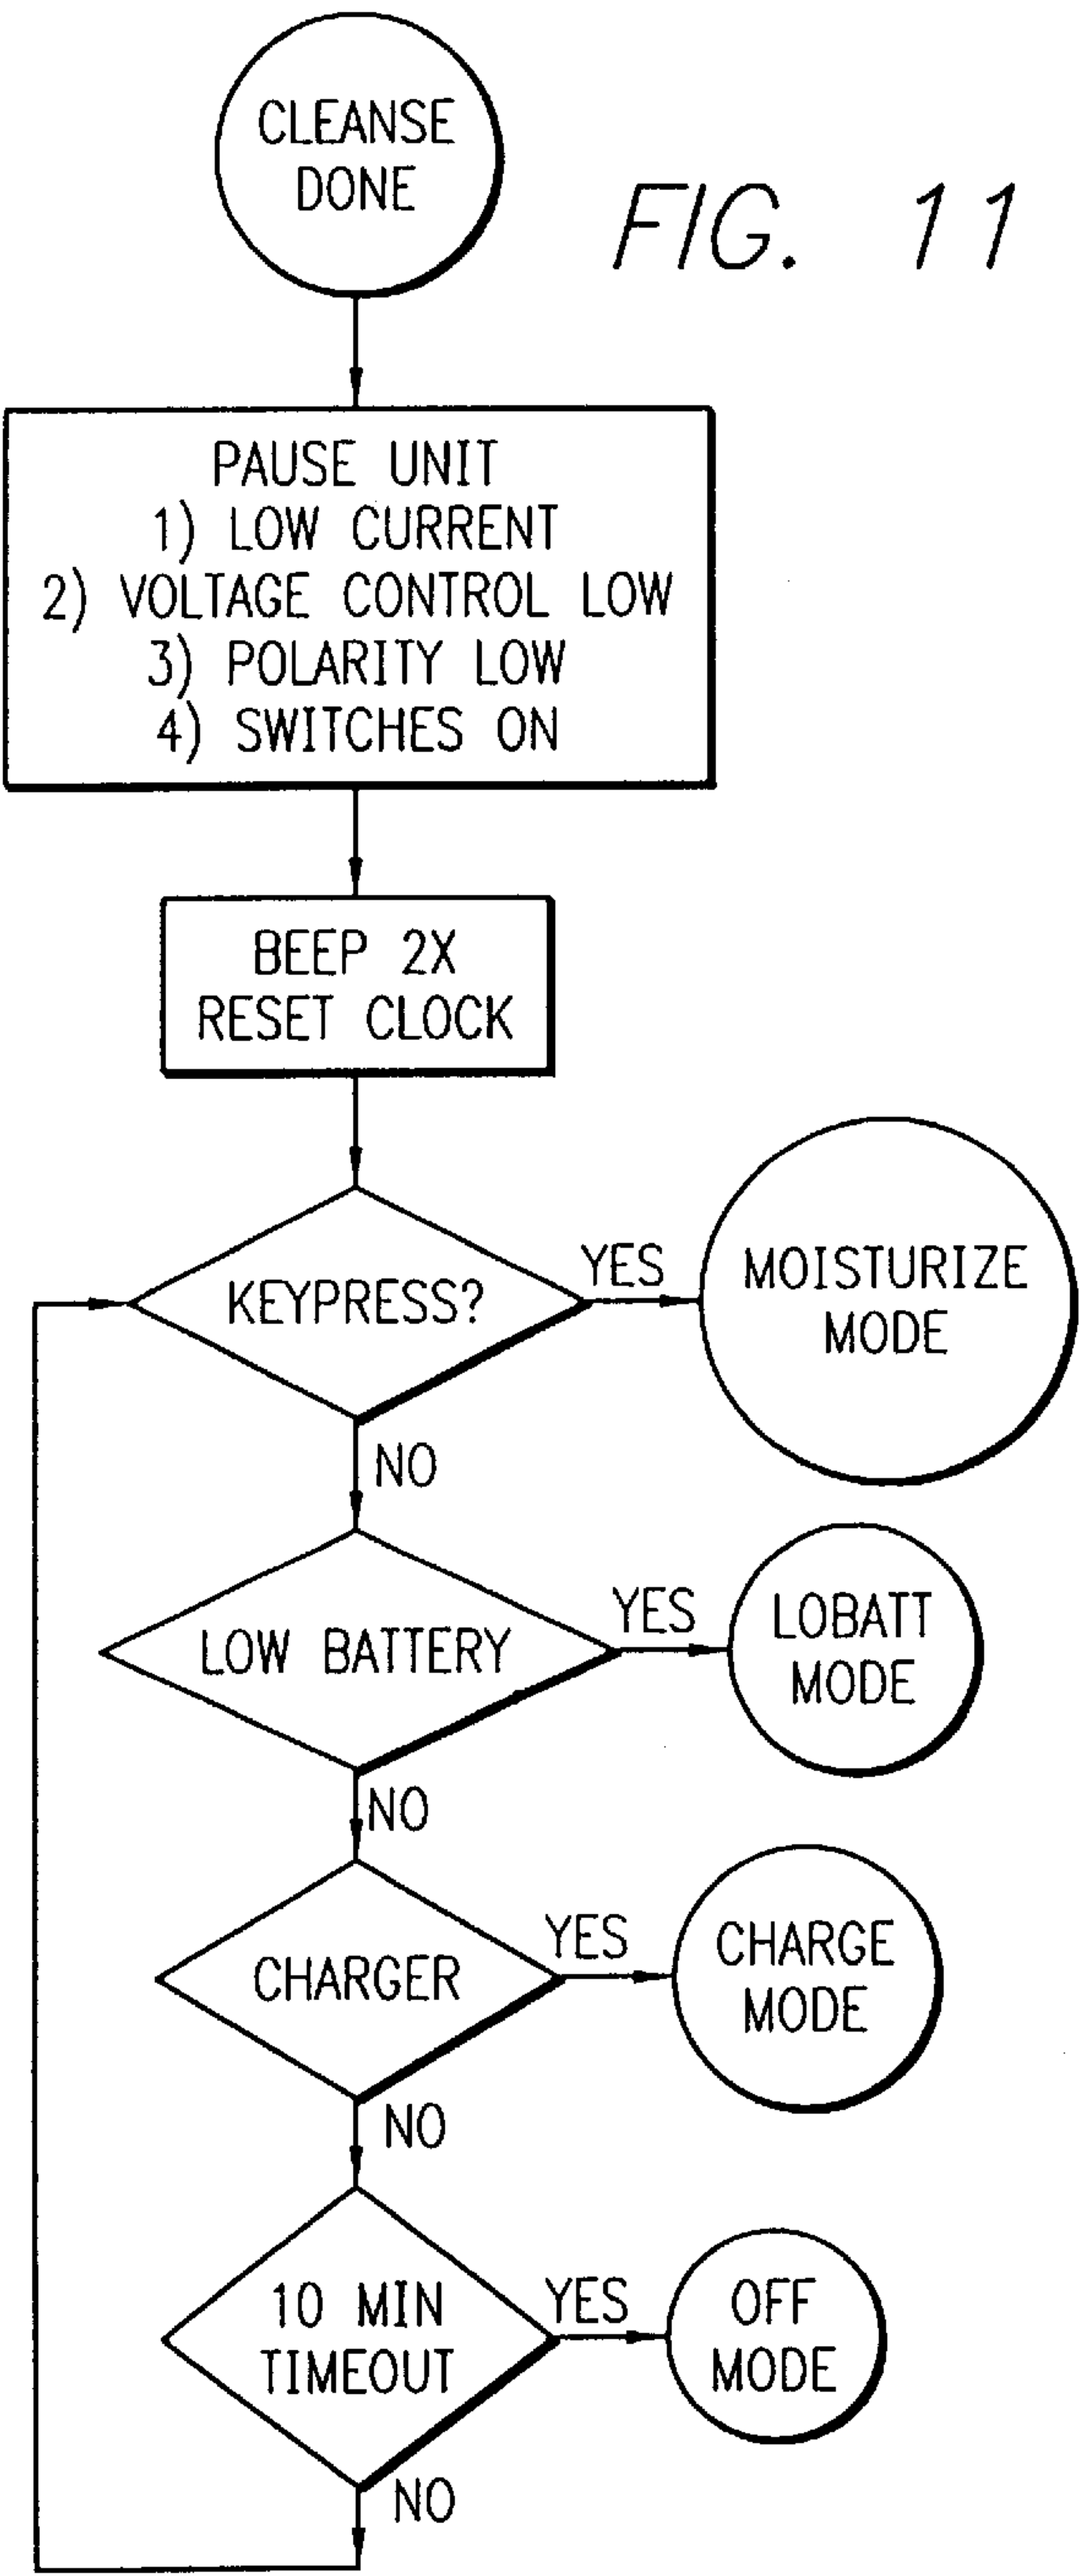 CLEANSE
DONE
FIG. 11
PAUSE UNIT
1) LOW CURRENT
2) VOLTAGE CONTROL LOW
3) POLARITY LOW
4) SWITCHES ON
BEEP 2X
RESET CLOCK
KEYPRESS?
YES
MOISTURIZE
MODE
NO
LOW BATTERY
YES
LOBATT
MODE
NO
CHARGER
YES
CHARGE
MODE
NO
10 MIN
TIMEOUT
YES
OFF
MODE
NO